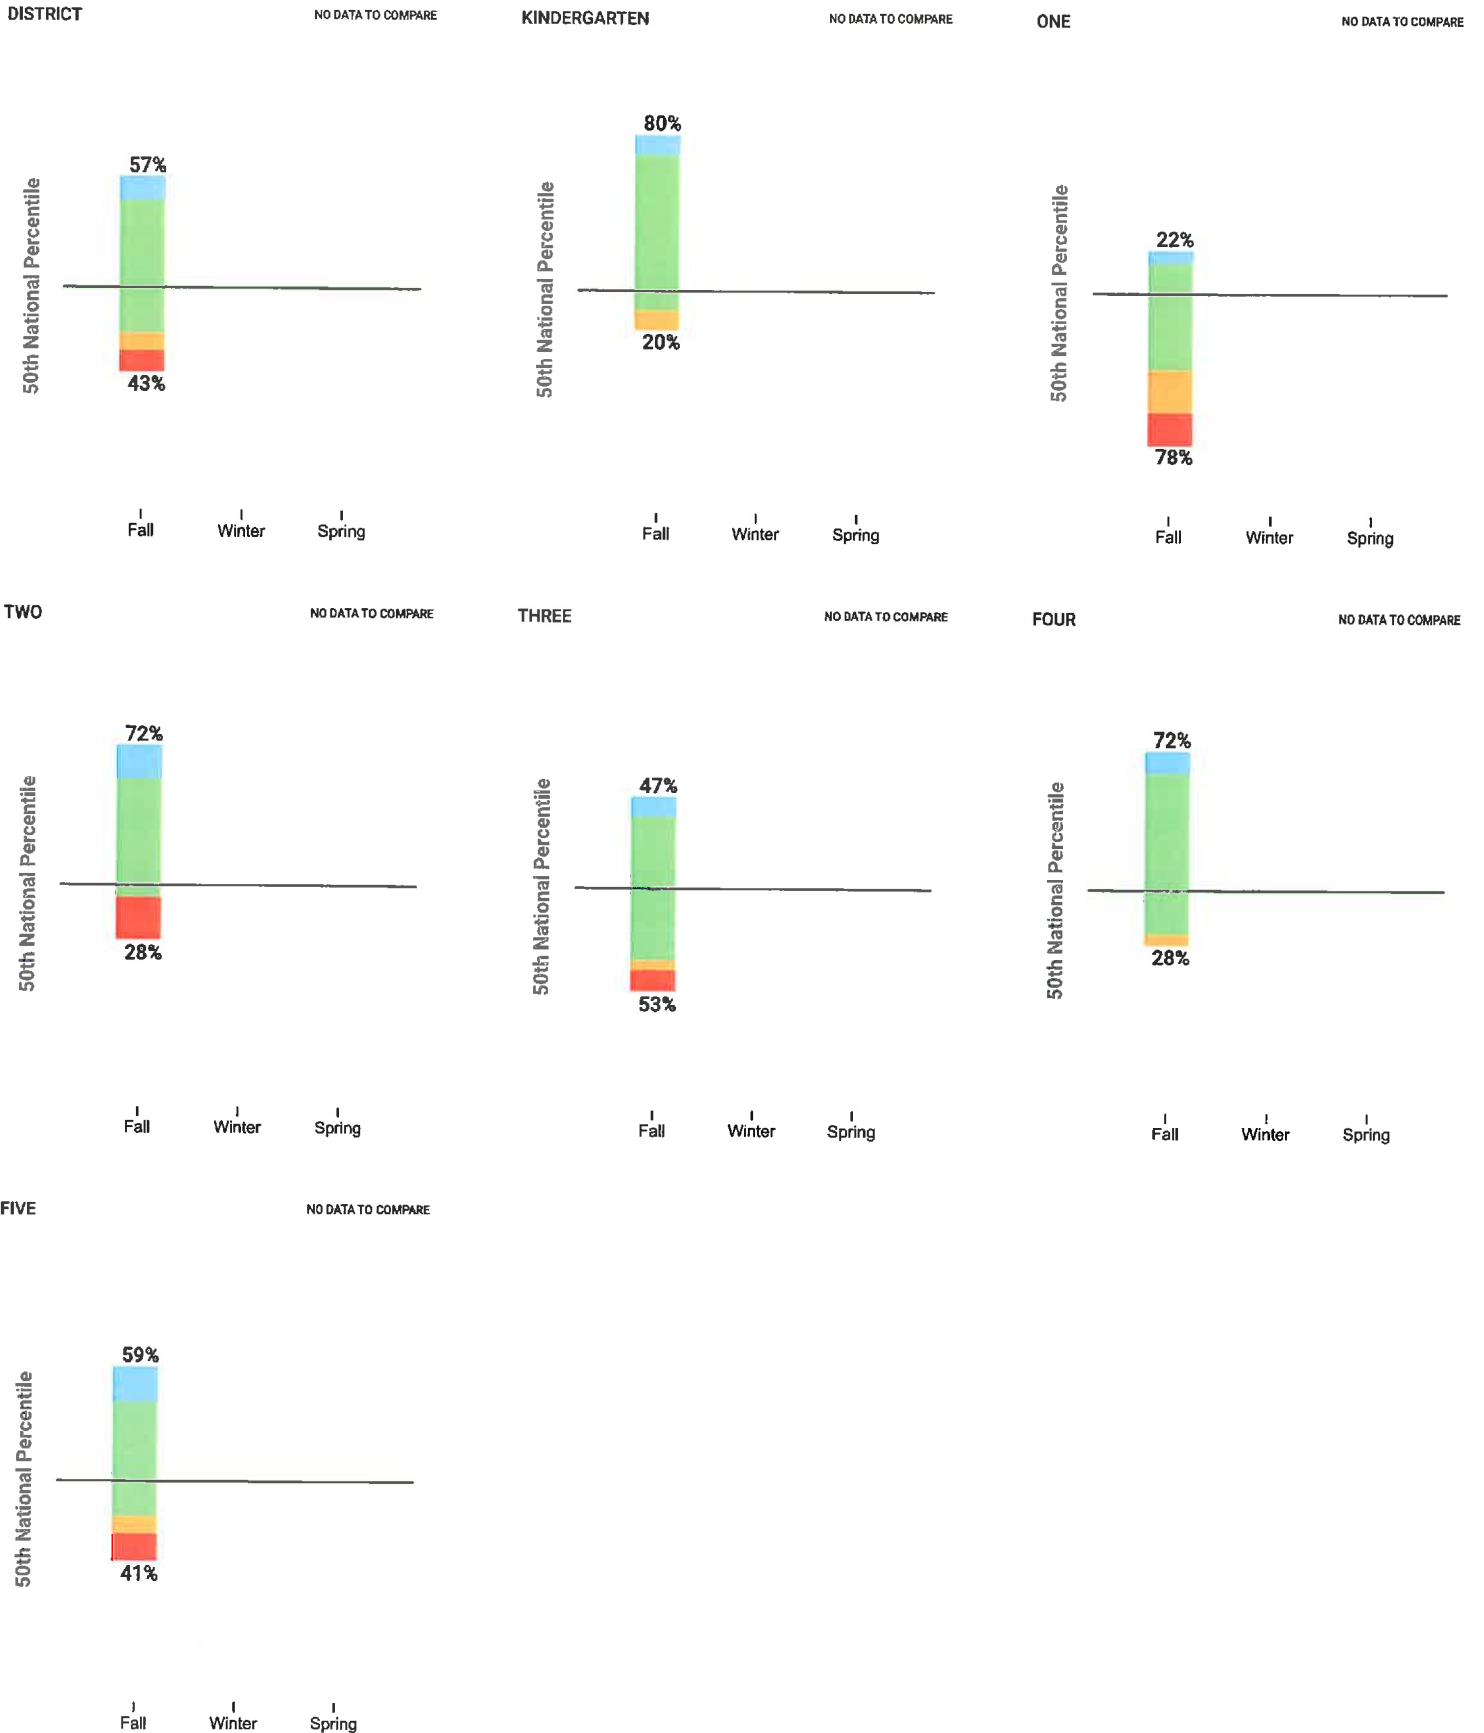 DISTRICT
NO DATA TO COMPARE
57%
50th National Percentile
43%
Fall
Winter
Spring
KINDERGARTEN
NO DATA TO COMPARE
80%
50th National Percentile
20%
Fall
Winter
Spring
ONE
NO DATA TO COMPARE
22%
50th National Percentile
78%
Fall
Winter
Spring
TWO
NO DATA TO COMPARE
72%
50th National Percentile
28%
Fall
Winter
Spring
THREE
NO DATA TO COMPARE
47%
50th National Percentile
53%
Fall
Winter
Spring
FOUR
NO DATA TO COMPARE
72%
50th National Percentile
28%
Fall
Winter
Spring
FIVE
NO DATA TO COMPARE
59%
50th National Percentile
41%
Fall
Winter
Spring